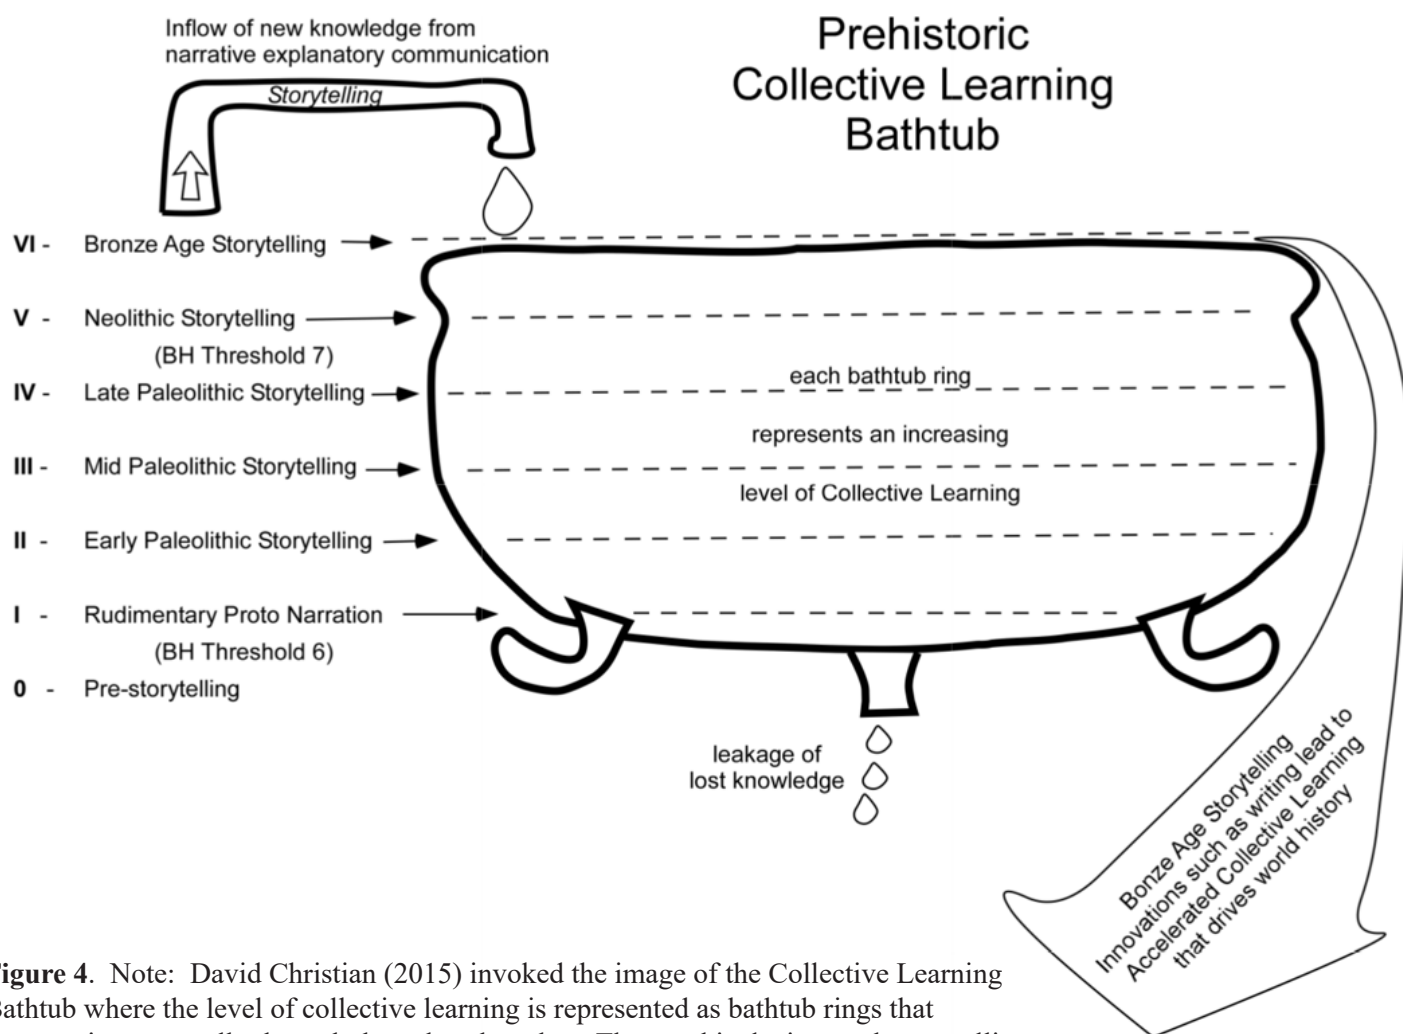 Inflow of new knowledge from
narrative explanatory communication
Storytelling
Prehistoric
Collective Learning
Bathtub
VI - Bronze Age Storytelling
V - Neolithic Storytelling
(BH Threshold 7)
IV - Late Paleolithic Storytelling
III - Mid Paleolithic Storytelling
II - Early Paleolithic Storytelling
I - Rudimentary Proto Narration
(BH Threshold 6)
0 - Pre-storytelling
each bathtub ring
represents an increasing
level of Collective Learning
leakage of
lost knowledge
Bonze Age Storytelling
Innovations such as writing lead to
Accelerated Collective Learning
that drives world history
igure 4. Note: David Christian (2015) invoked the image of the Collective Learning
athtub where the level of collective learning is represented as bathtub rings that